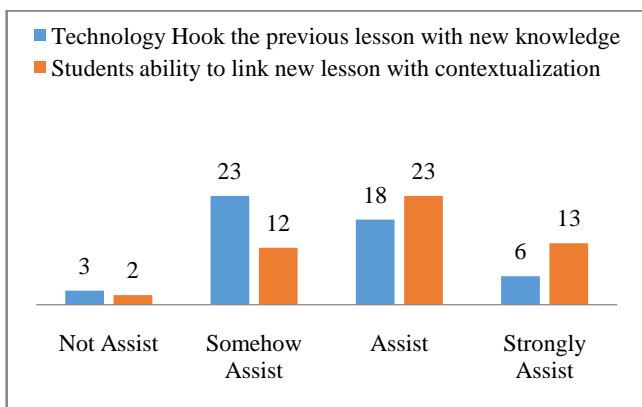 Technology Hook the previous lesson with new knowledge
Students ability to link new lesson with contextualization
3
2
23
12
18
23
6
13
Not Assist
Somehow
Assist
Assist
Strongly
Assist